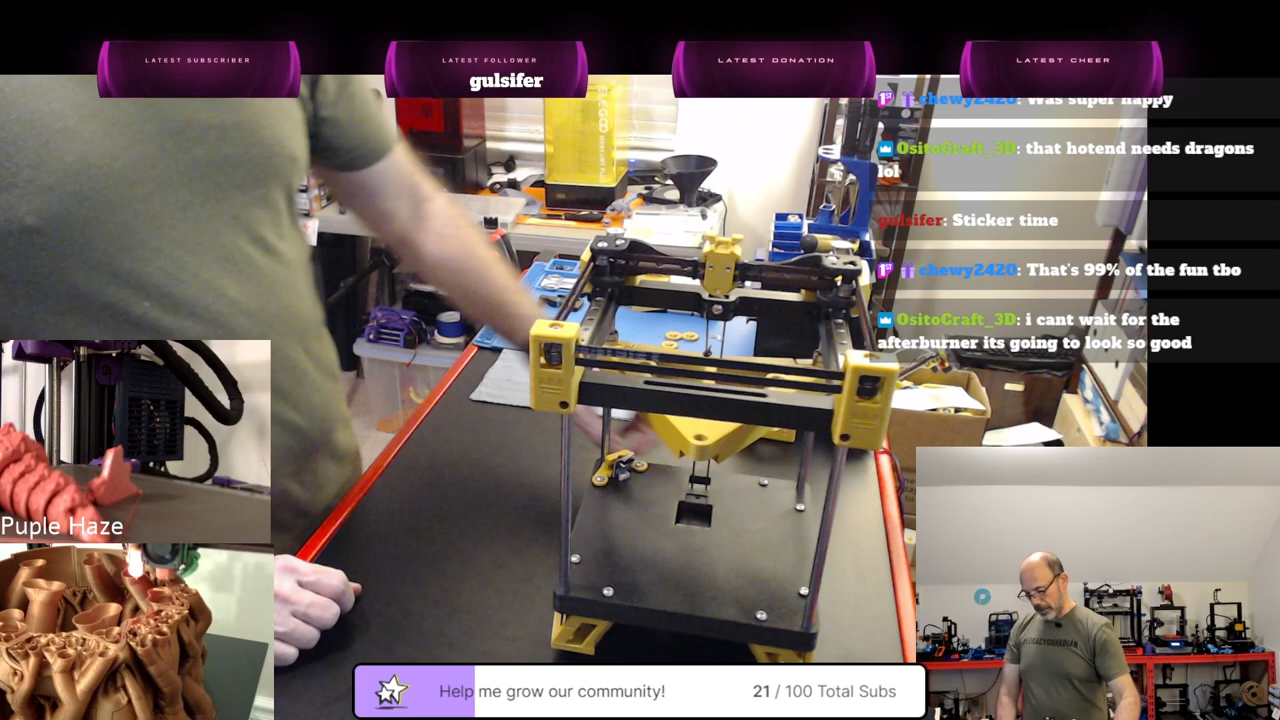 LATEST SUBSCRIBER
LATEST FOLLOWER
gulsifer
LATEST DONATION
LATEST CHEER
chewy2420: Was super happy
OsitoCraft_3D: that hotend needs dragons
lol
gulsifer: Sticker time
chewy2420: That's 99% of the fun tbo
OsitoCraft_3D: i cant wait for the
afterburner its going to look so good
ELEGOO
Puple Haze
Help me grow our community!
21 / 100 Total Subs